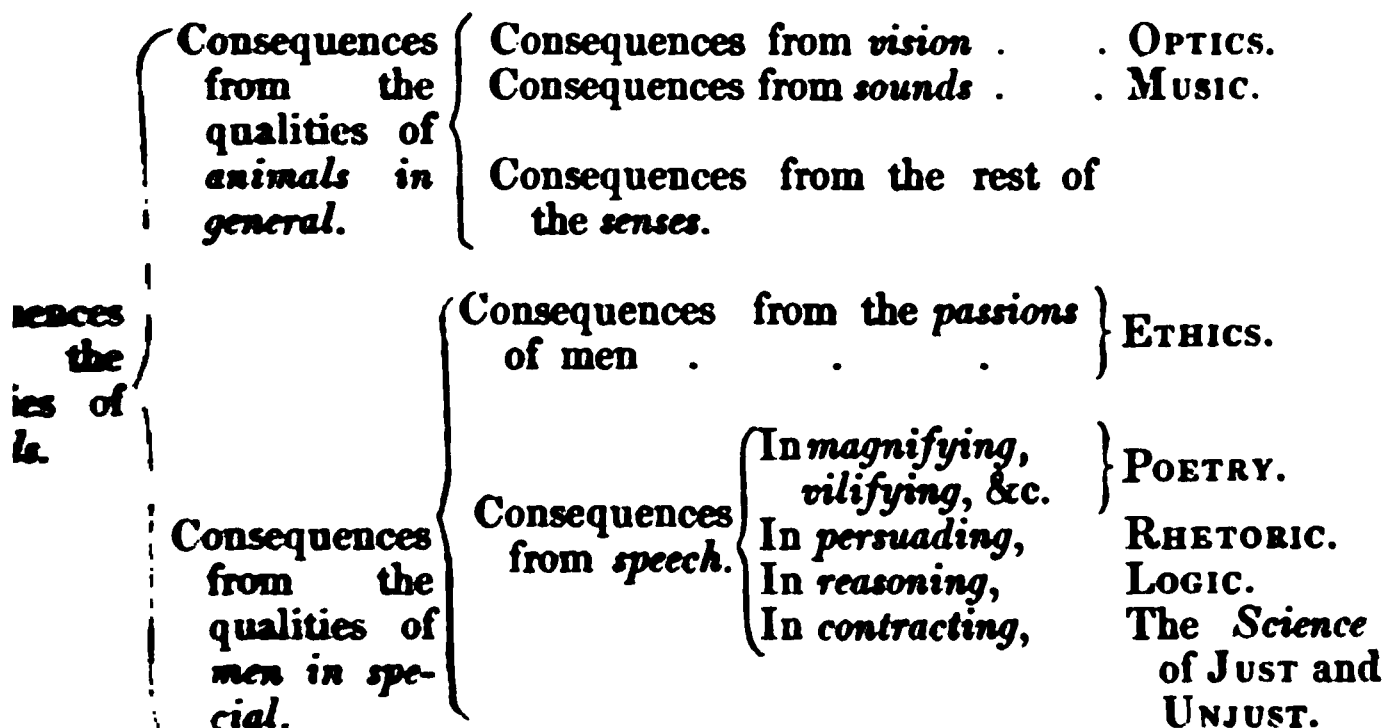 Consequences from the qualities of animals in general.
Consequences from vision . . OPTICS.
Consequences from sounds . . MUSIC.
Consequences from the rest of
the senses.
the
of
Consequences from the qualities of men in special.
Consequences from the passions
of men . . . ETHICS.
Consequences
from speech.
In magnifying,
vilifying, &c. POETRY.
In persuading, RHETORIC.
In reasoning, LOGIC.
In contracting, The Science
of JUST and
UNJUST.